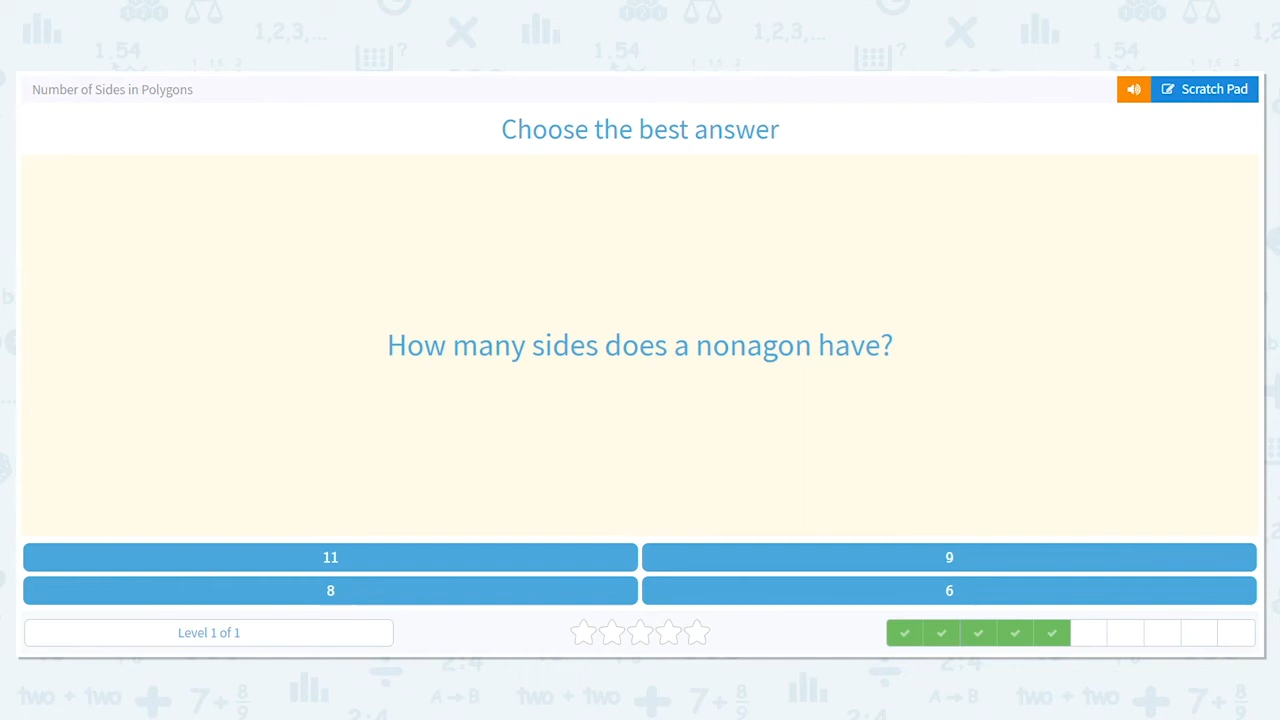 Number of Sides in Polygons
Scratch Pad
Choose the best answer
How many sides does a nonagon have?
11
9
8
6
Level 1 of 1